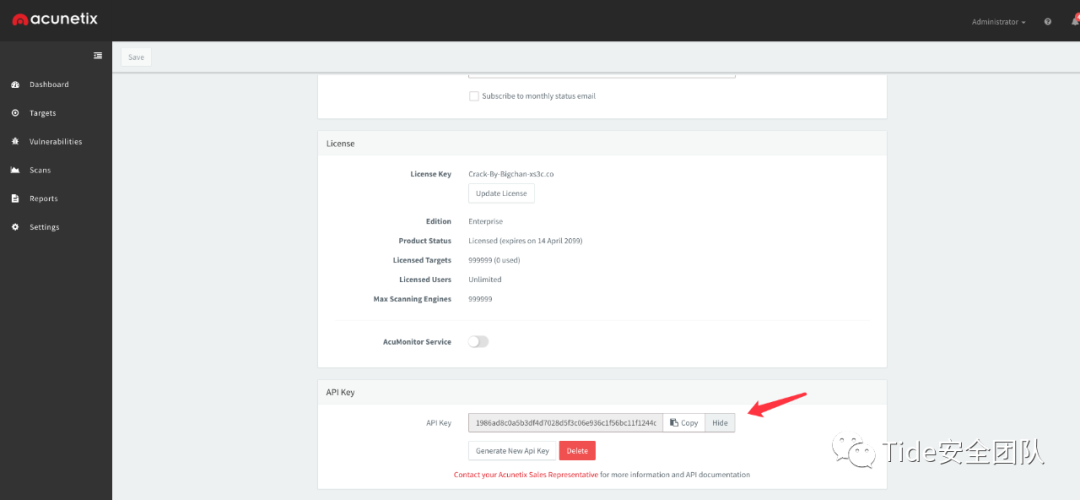 acunetix
Administrator
Save
Dashboard
Targets
Vulnerabilities
Scans
Reports
Settings
Subscribe to monthly status email
License
License Key Crack-By-Bigchan-xs3c.co
Update License
Edition Enterprise
Product Status Licensed (expires on 14 April 2099)
Licensed Targets 999999 (0 used)
Licensed Users Unlimited
Max Scanning Engines 999999
AcuMonitor Service
API Key
API Key 1986ad8c0a5b3df4d7028d5f3c06e936c1f56bc11f1244c Copy Hide
Generate New Api Key Delete
Contact your Acunetix Sales Representative for more information and API documentation
Tide安全团队